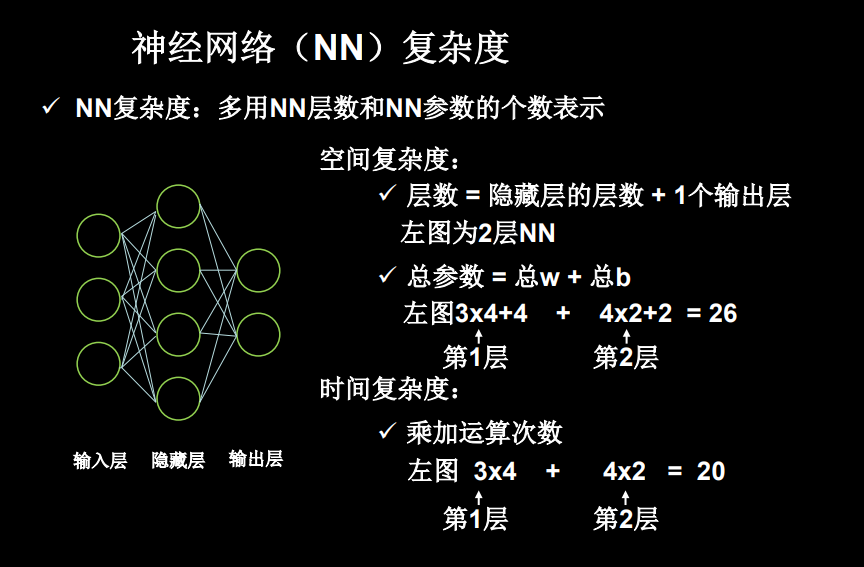 神经网络（NN）复杂度
✓ NN复杂度：多用NN层数和NN参数的个数表示
空间复杂度：
✓ 层数 = 隐藏层的层数 + 1个输出层
左图为2层NN
✓ 总参数 = 总w + 总b
左图3x4+4 + 4x2+2 = 26
第1层 第2层
时间复杂度：
✓ 乘加运算次数
左图 3x4 + 4x2 = 20
第1层 第2层
输入层 隐藏层 输出层